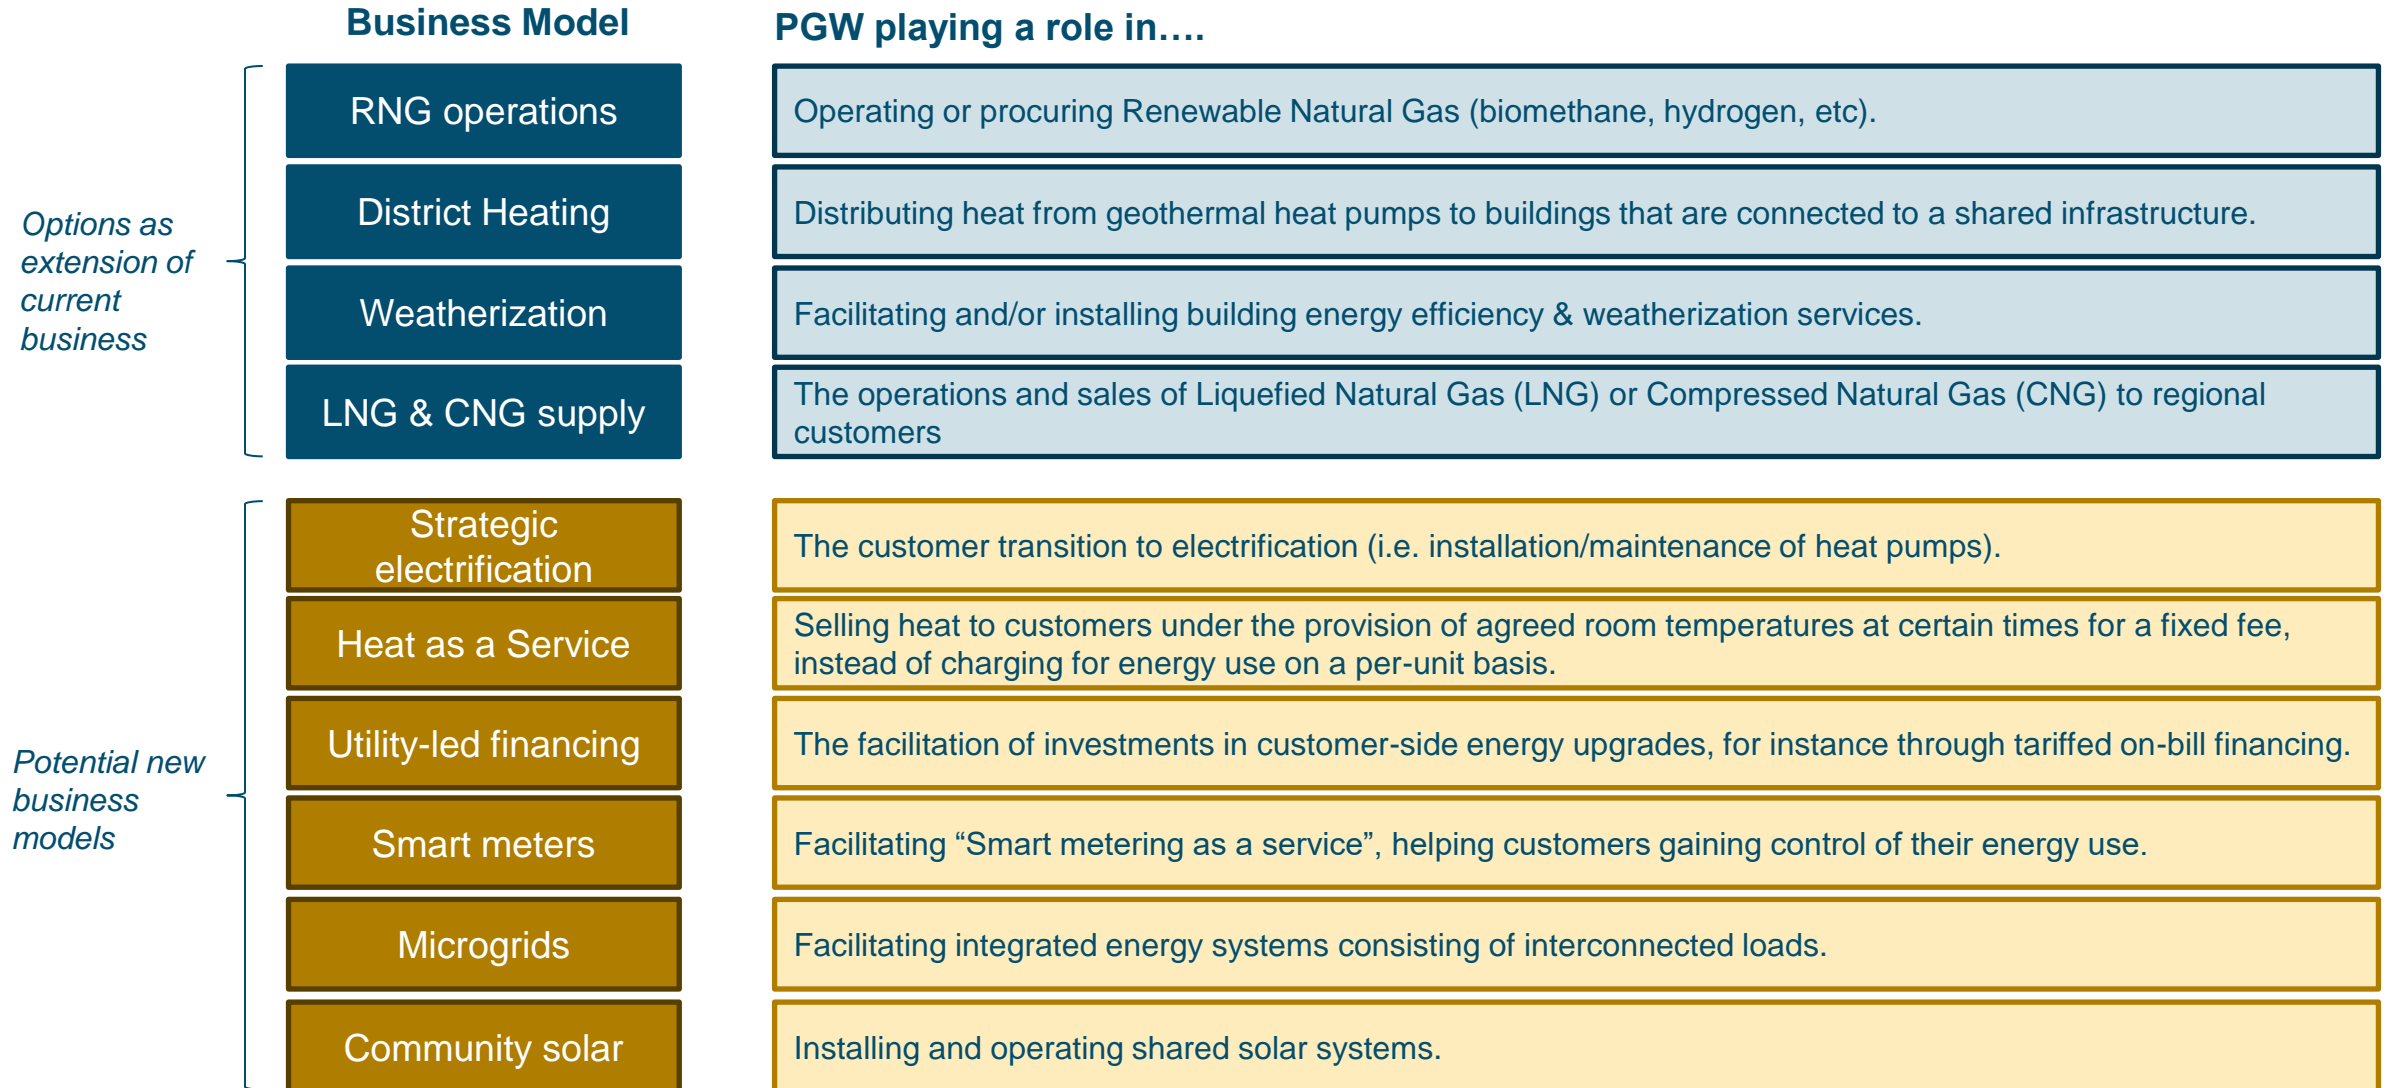 Business Model
PGW playing a role in….
Options as
extension of
current
business
RNG operations
Operating or procuring Renewable Natural Gas (biomethane, hydrogen, etc).
District Heating
Distributing heat from geothermal heat pumps to buildings that are connected to a shared infrastructure.
Weatherization
Facilitating and/or installing building energy efficiency & weatherization services.
LNG & CNG supply
The operations and sales of Liquefied Natural Gas (LNG) or Compressed Natural Gas (CNG) to regional
customers
Potential new
business
models
Strategic
electrification
The customer transition to electrification (i.e. installation/maintenance of heat pumps).
Heat as a Service
Selling heat to customers under the provision of agreed room temperatures at certain times for a fixed fee,
instead of charging for energy use on a per-unit basis.
Utility-led financing
The facilitation of investments in customer-side energy upgrades, for instance through tariffed on-bill financing.
Smart meters
Facilitating “Smart metering as a service”, helping customers gaining control of their energy use.
Microgrids
Facilitating integrated energy systems consisting of interconnected loads.
Community solar
Installing and operating shared solar systems.